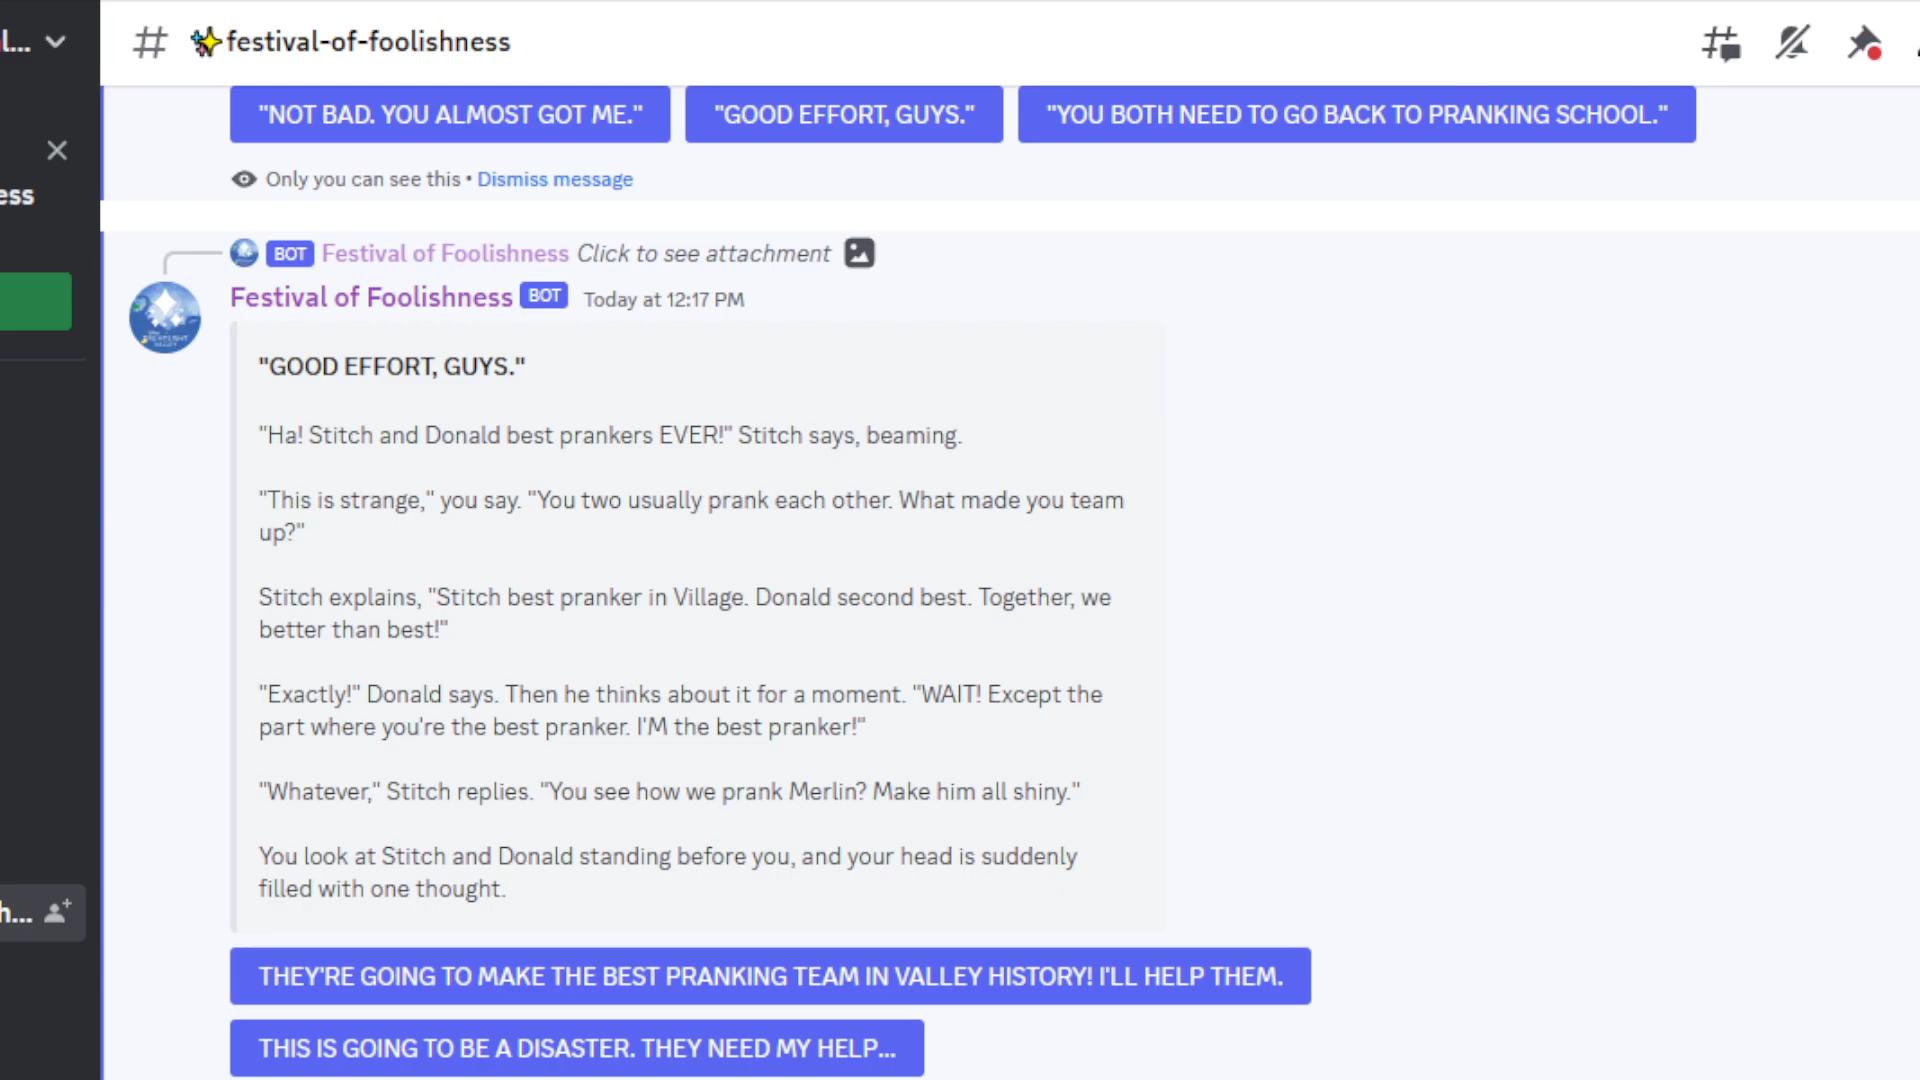 l...
festival-of-foolishness
"NOT BAD. YOU ALMOST GOT ME."
"GOOD EFFORT, GUYS."
"YOU BOTH NEED TO GO BACK TO PRANKING SCHOOL."
ess
Only you can see this • Dismiss message
BOT Festival of Foolishness Click to see attachment
Festival of Foolishness BOT Today at 12:17 PM
"GOOD EFFORT, GUYS."
"Ha! Stitch and Donald best prankers EVER!" Stitch says, beaming.
"This is strange," you say. "You two usually prank each other. What made you team
up?"
Stitch explains, "Stitch best pranker in Village. Donald second best. Together, we
better than best!"
"Exactly!" Donald says. Then he thinks about it for a moment. "WAIT! Except the
part where you're the best pranker. I'M the best pranker!"
"Whatever," Stitch replies. "You see how we prank Merlin? Make him all shiny."
You look at Stitch and Donald standing before you, and your head is suddenly
filled with one thought.
h...
THEY'RE GOING TO MAKE THE BEST PRANKING TEAM IN VALLEY HISTORY! I'LL HELP THEM.
THIS IS GOING TO BE A DISASTER. THEY NEED MY HELP...